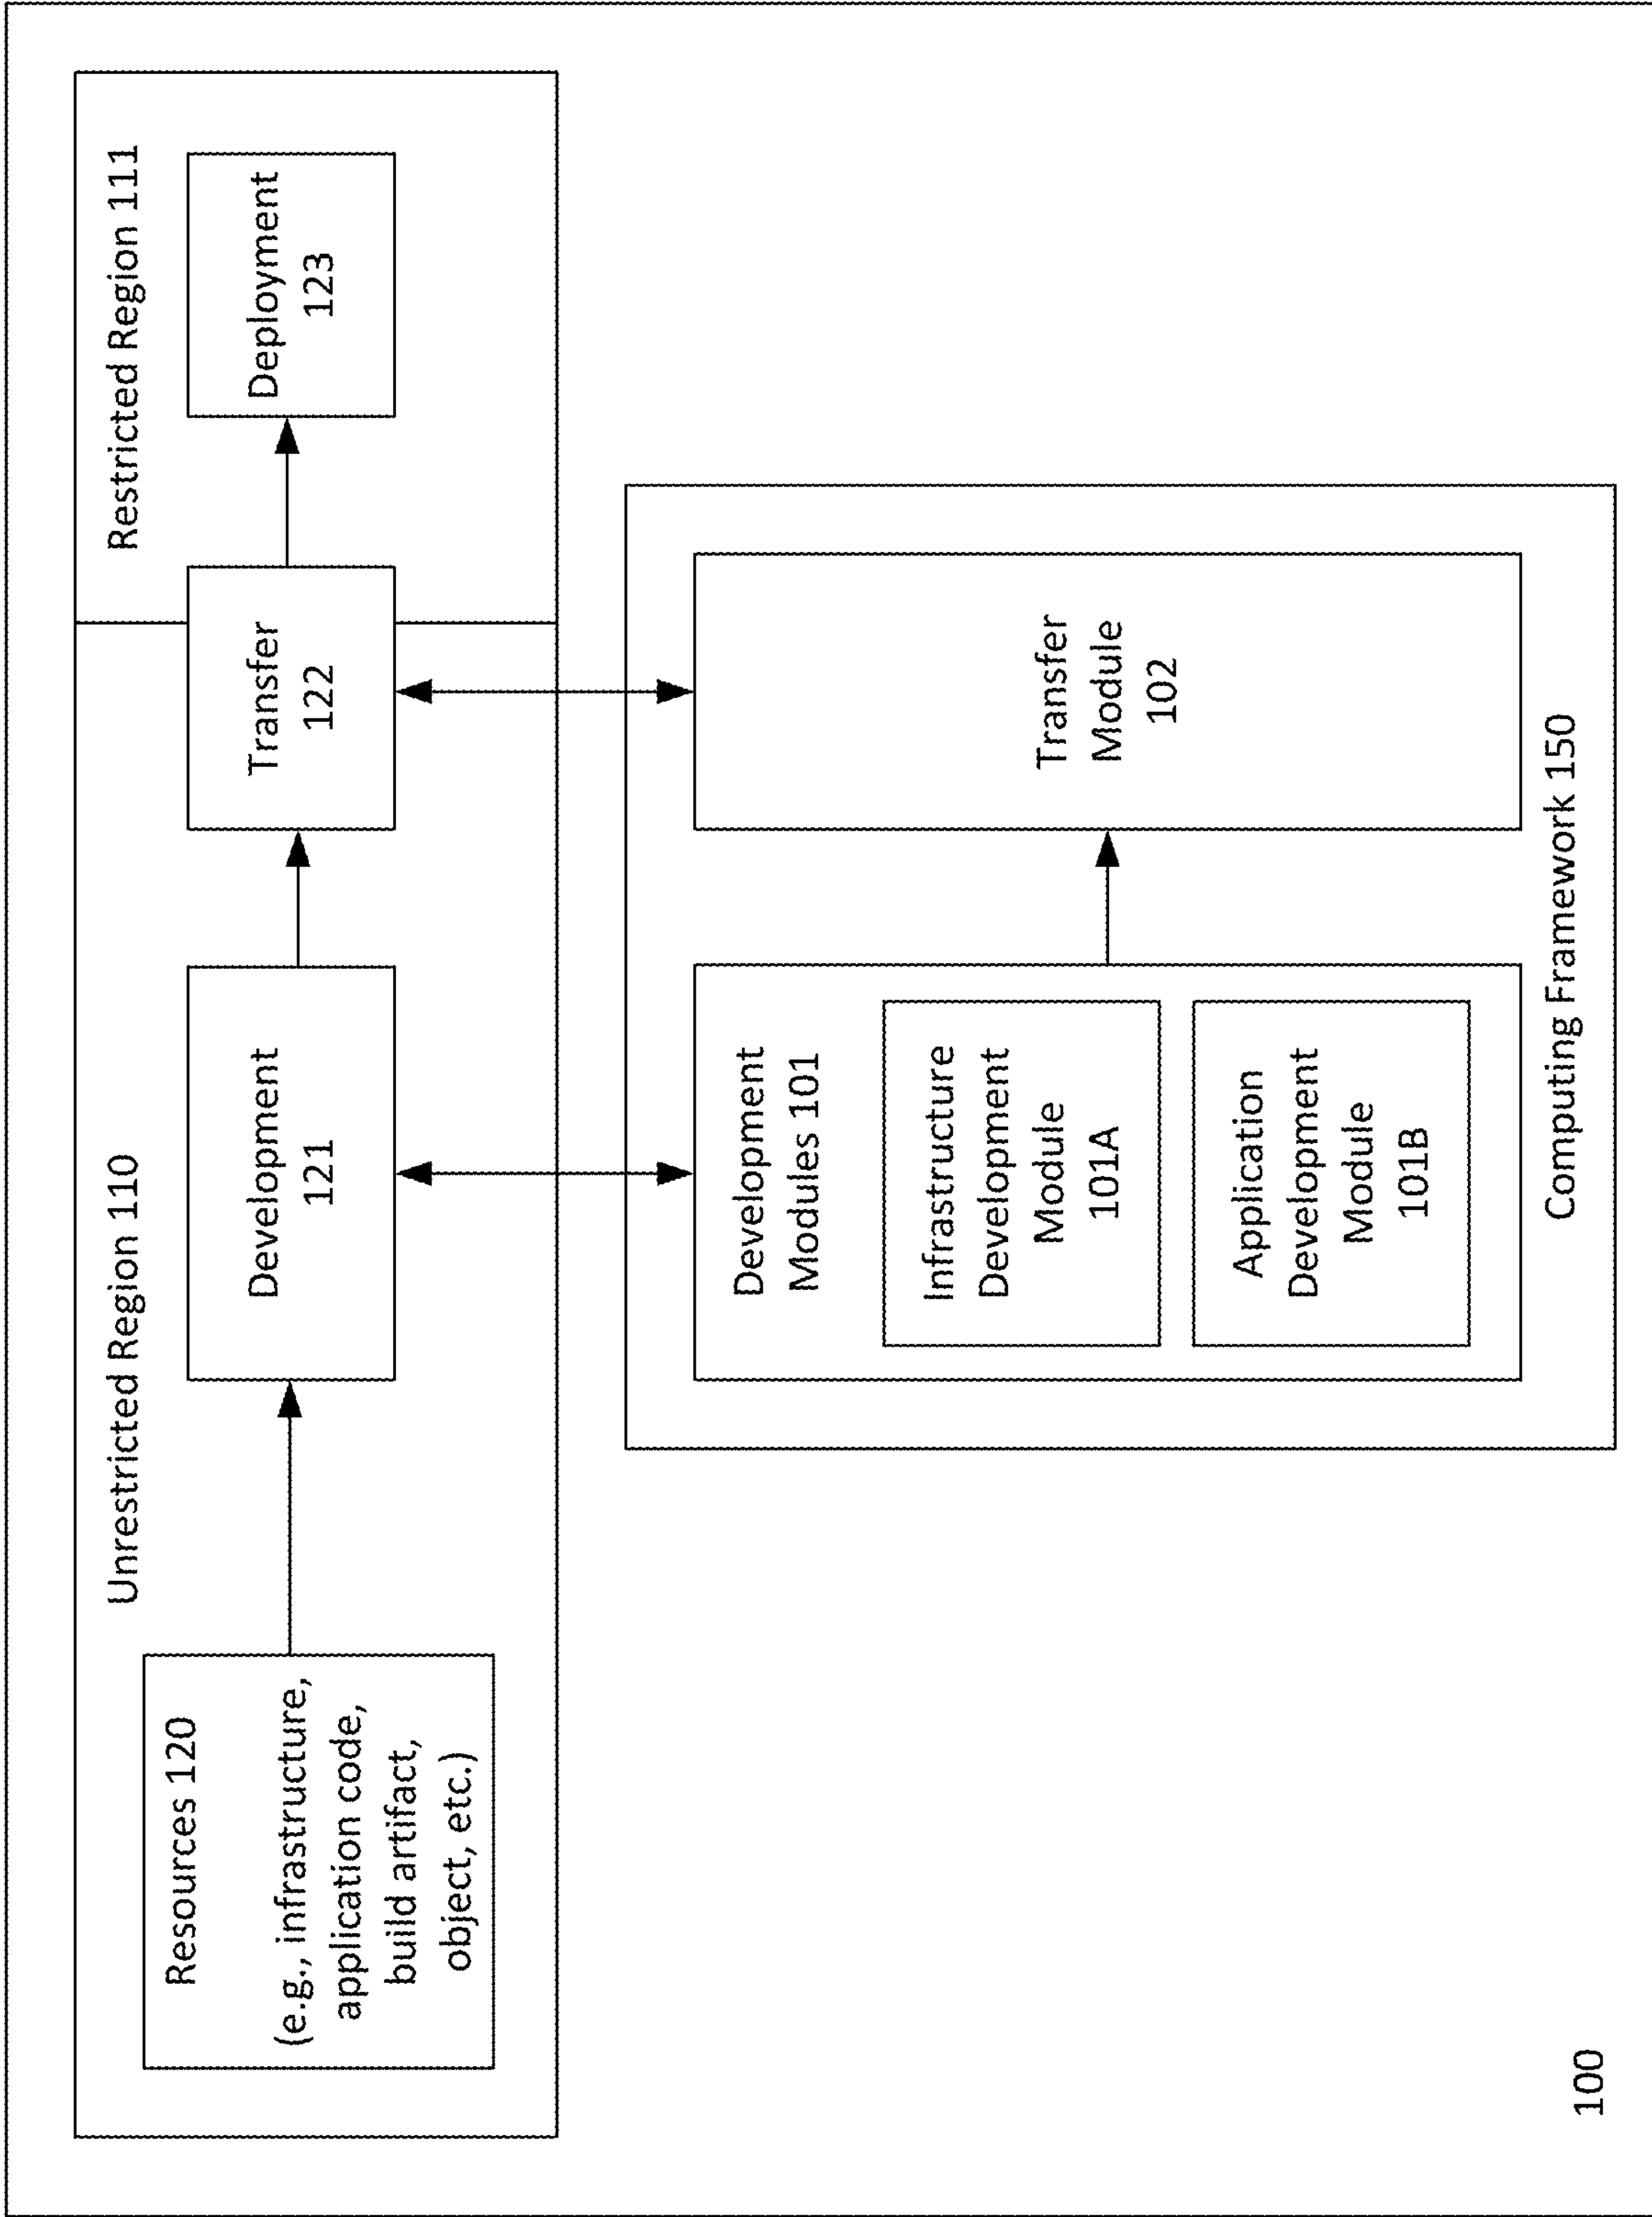 Unrestricted Region 110
Restricted Region 111
Resources 120
(e.g., infrastructure,
application code,
build artifact,
object, etc.)
Development
121
Transfer
122
Deployment
123
Development
Modules 101
Infrastructure
Development
Module
101A
Application
Development
Module
101B
Transfer
Module
102
Computing Framework 150
100